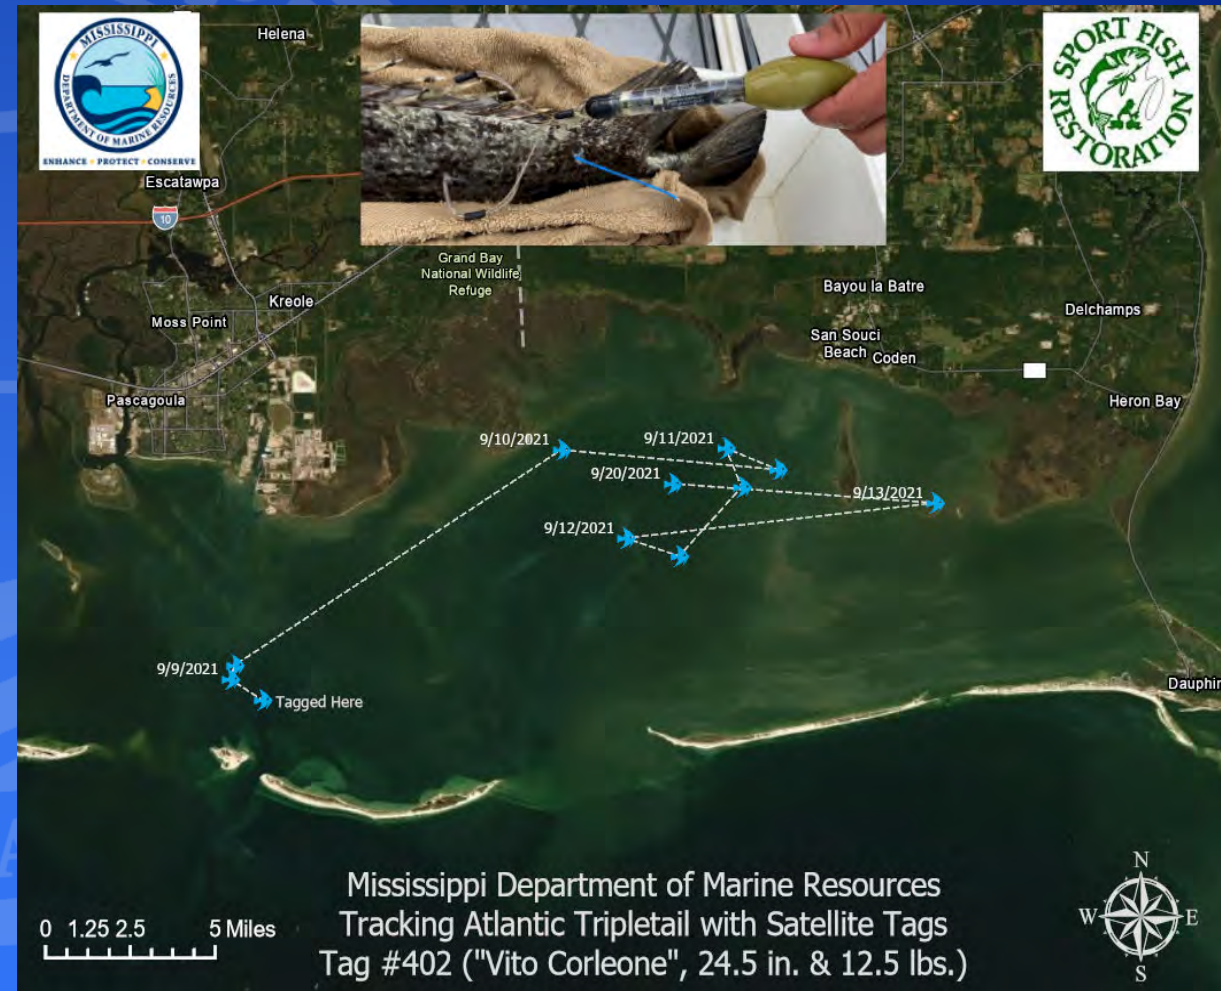 MISSISSIPPI
DEPARTMENT OF MARINE RESOURCES
ENHANCE PROTECT CONSERVE
SPORT FISH
RESTORATION
Helena
Escatawpa
10
Grand Bay
National Wildlife
Refuge
Kreole
Moss Point
Pascagoula
Bayou la Batre
Delchamps
San Souci
Beach
Coden
Heron Bay
9/10/2021
9/11/2021
9/20/2021
9/13/2021
9/12/2021
9/9/2021
Tagged Here
Dauphin
Mississippi Department of Marine Resources
Tracking Atlantic Tripletail with Satellite Tags
Tag #402 ("Vito Corleone", 24.5 in. & 12.5 lbs.)
0 1.25 2.5 5 Miles
N
W
E
S